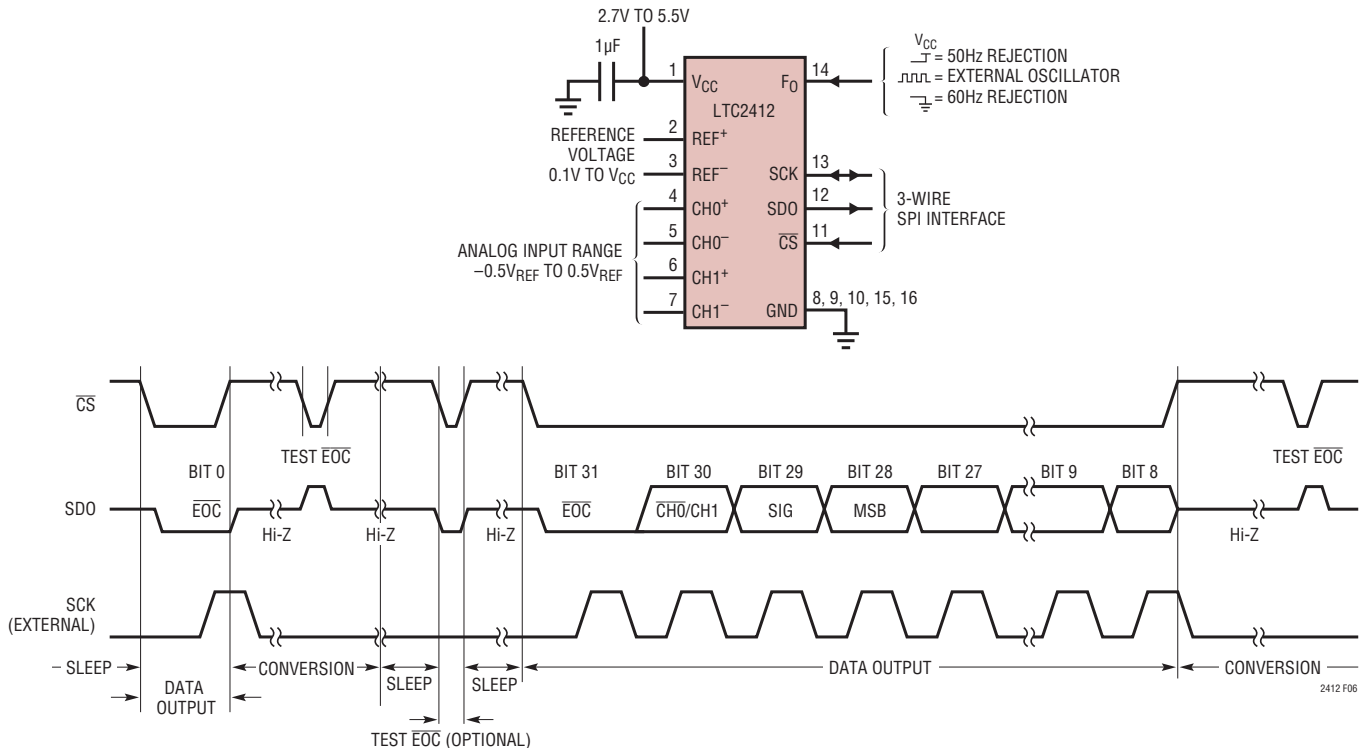 2.7V TO 5.5V
1µF
1
VCC
LTC2412
FO
14
VCC
= 50Hz REJECTION
= EXTERNAL OSCILLATOR
= 60Hz REJECTION
REFERENCE
VOLTAGE
0.1V TO VCC
2
REF+
3
REF–
SCK
13
SDO
12
CS
11
3-WIRE
SPI INTERFACE
ANALOG INPUT RANGE
–0.5VREF TO 0.5VREF
4
CH0+
5
CH0–
6
CH1+
7
CH1–
GND
8, 9, 10, 15, 16
CS
TEST EOC
TEST EOC
BIT 0
BIT 31
BIT 30
BIT 29
BIT 28
BIT 27
BIT 9
BIT 8
SDO
EOC
Hi-Z
Hi-Z
Hi-Z
EOC
CH0/CH1
SIG
MSB
Hi-Z
SCK
(EXTERNAL)
SLEEP
DATA
OUTPUT
CONVERSION
SLEEP
SLEEP
DATA OUTPUT
CONVERSION
TEST EOC (OPTIONAL)
2412 F06